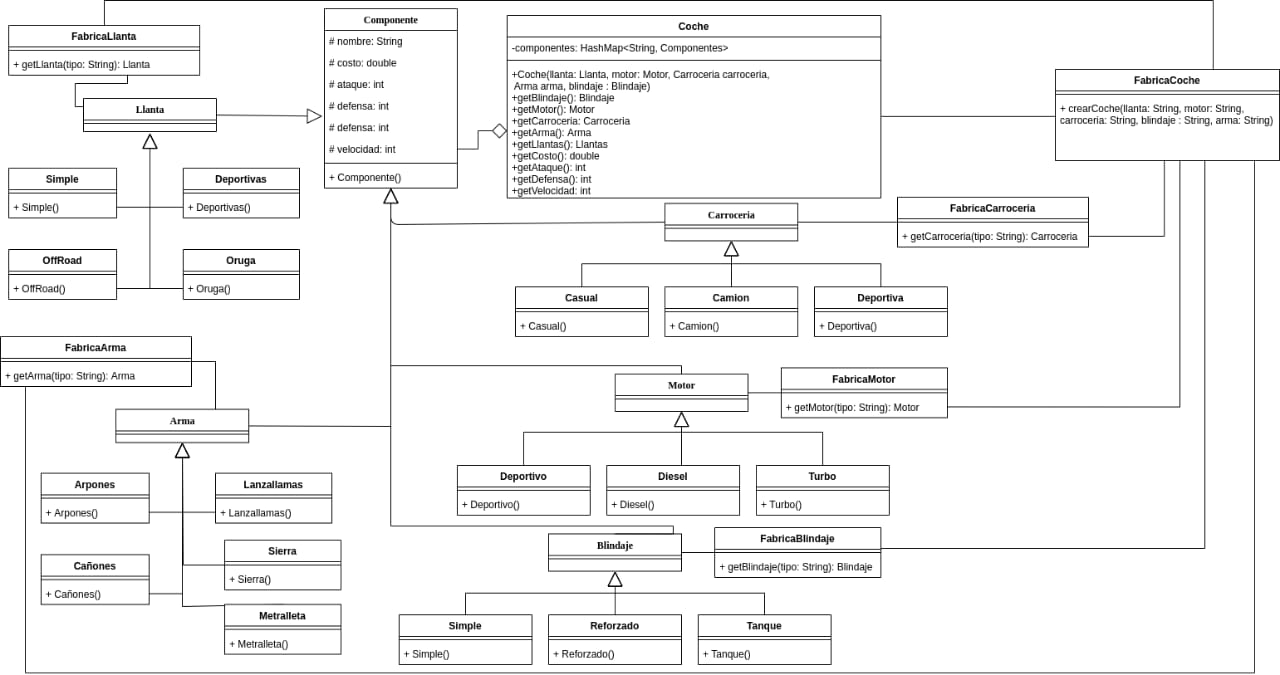 FabricaLlanta
+ getLlanta(tipo: String): Llanta
Llanta
Simple
+ Simple()
Deportivas
+ Deportivas()
OffRoad
+ OffRoad()
Oruga
+ Oruga()
Componente
# nombre: String
# costo: double
# ataque: int
# defensa: int
# defensa: int
# velocidad: int
+ Componente()
Coche
-componentes: HashMap<String, Componentes>
+Coche(llanta: Llanta, motor: Motor, Carroceria carroceria,
Arma arma, blindaje : Blindaje)
+getBlindaje(): Blindaje
+getMotor(): Motor
+getCarroceria: Carroceria
+getArma(): Arma
+getLlantas(): Llantas
+getCosto(): double
+getAtaque(): int
+getDefensa(): int
+getVelocidad: int
FabricaCoche
+ crearCoche(llanta: String, motor: String,
carroceria: String, blindaje : String, arma: String)
Carroceria
FabricaCarroceria
+ getCarroceria(tipo: String): Carroceria
Casual
+ Casual()
Camion
+ Camion()
Deportiva
+ Deportiva()
FabricaArma
+ getArma(tipo: String): Arma
Arma
Arpones
+ Arpones()
Lanzallamas
+ Lanzallamas()
Sierra
+ Sierra()
Cañones
+ Cañones()
Metralleta
+ Metralleta()
Motor
FabricaMotor
+ getMotor(tipo: String): Motor
Deportivo
+ Deportivo()
Diesel
+ Diesel()
Turbo
+ Turbo()
Blindaje
FabricaBlindaje
+ getBlindaje(tipo: String): Blindaje
Simple
+ Simple()
Reforzado
+ Reforzado()
Tanque
+ Tanque()